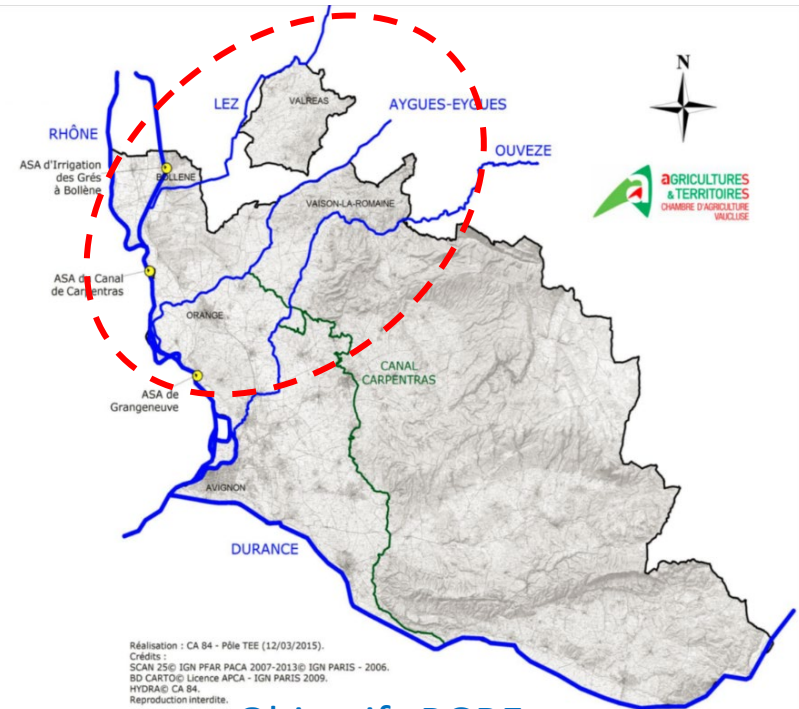 N
LEZ
VALREAS
AYGUES-EYGUES
RHÔNE
OUVEZE
ASA d'Irrigation
des Grés
à Bollène
BOLLENE
aGRICULTURES
& TERRITOIRES
CHAMBRE D'AGRICULTURE
VAUCLUSE
VAISON-LA-ROMAINE
ASA du Canal
de Carpentras
ORANGE
CANAL
CARPENTRAS
ASA de
Grangeneuve
AVIGNON
DURANCE
Réalisation : CA 84 - Pôle TEE (12/03/2015).
Crédits :
SCAN 25© IGN PFAR PACA 2007-2013© IGN PARIS - 2006.
BD CARTO© Licence APCA - IGN PARIS 2009.
HYDRA© CA 84.
Reproduction interdite.